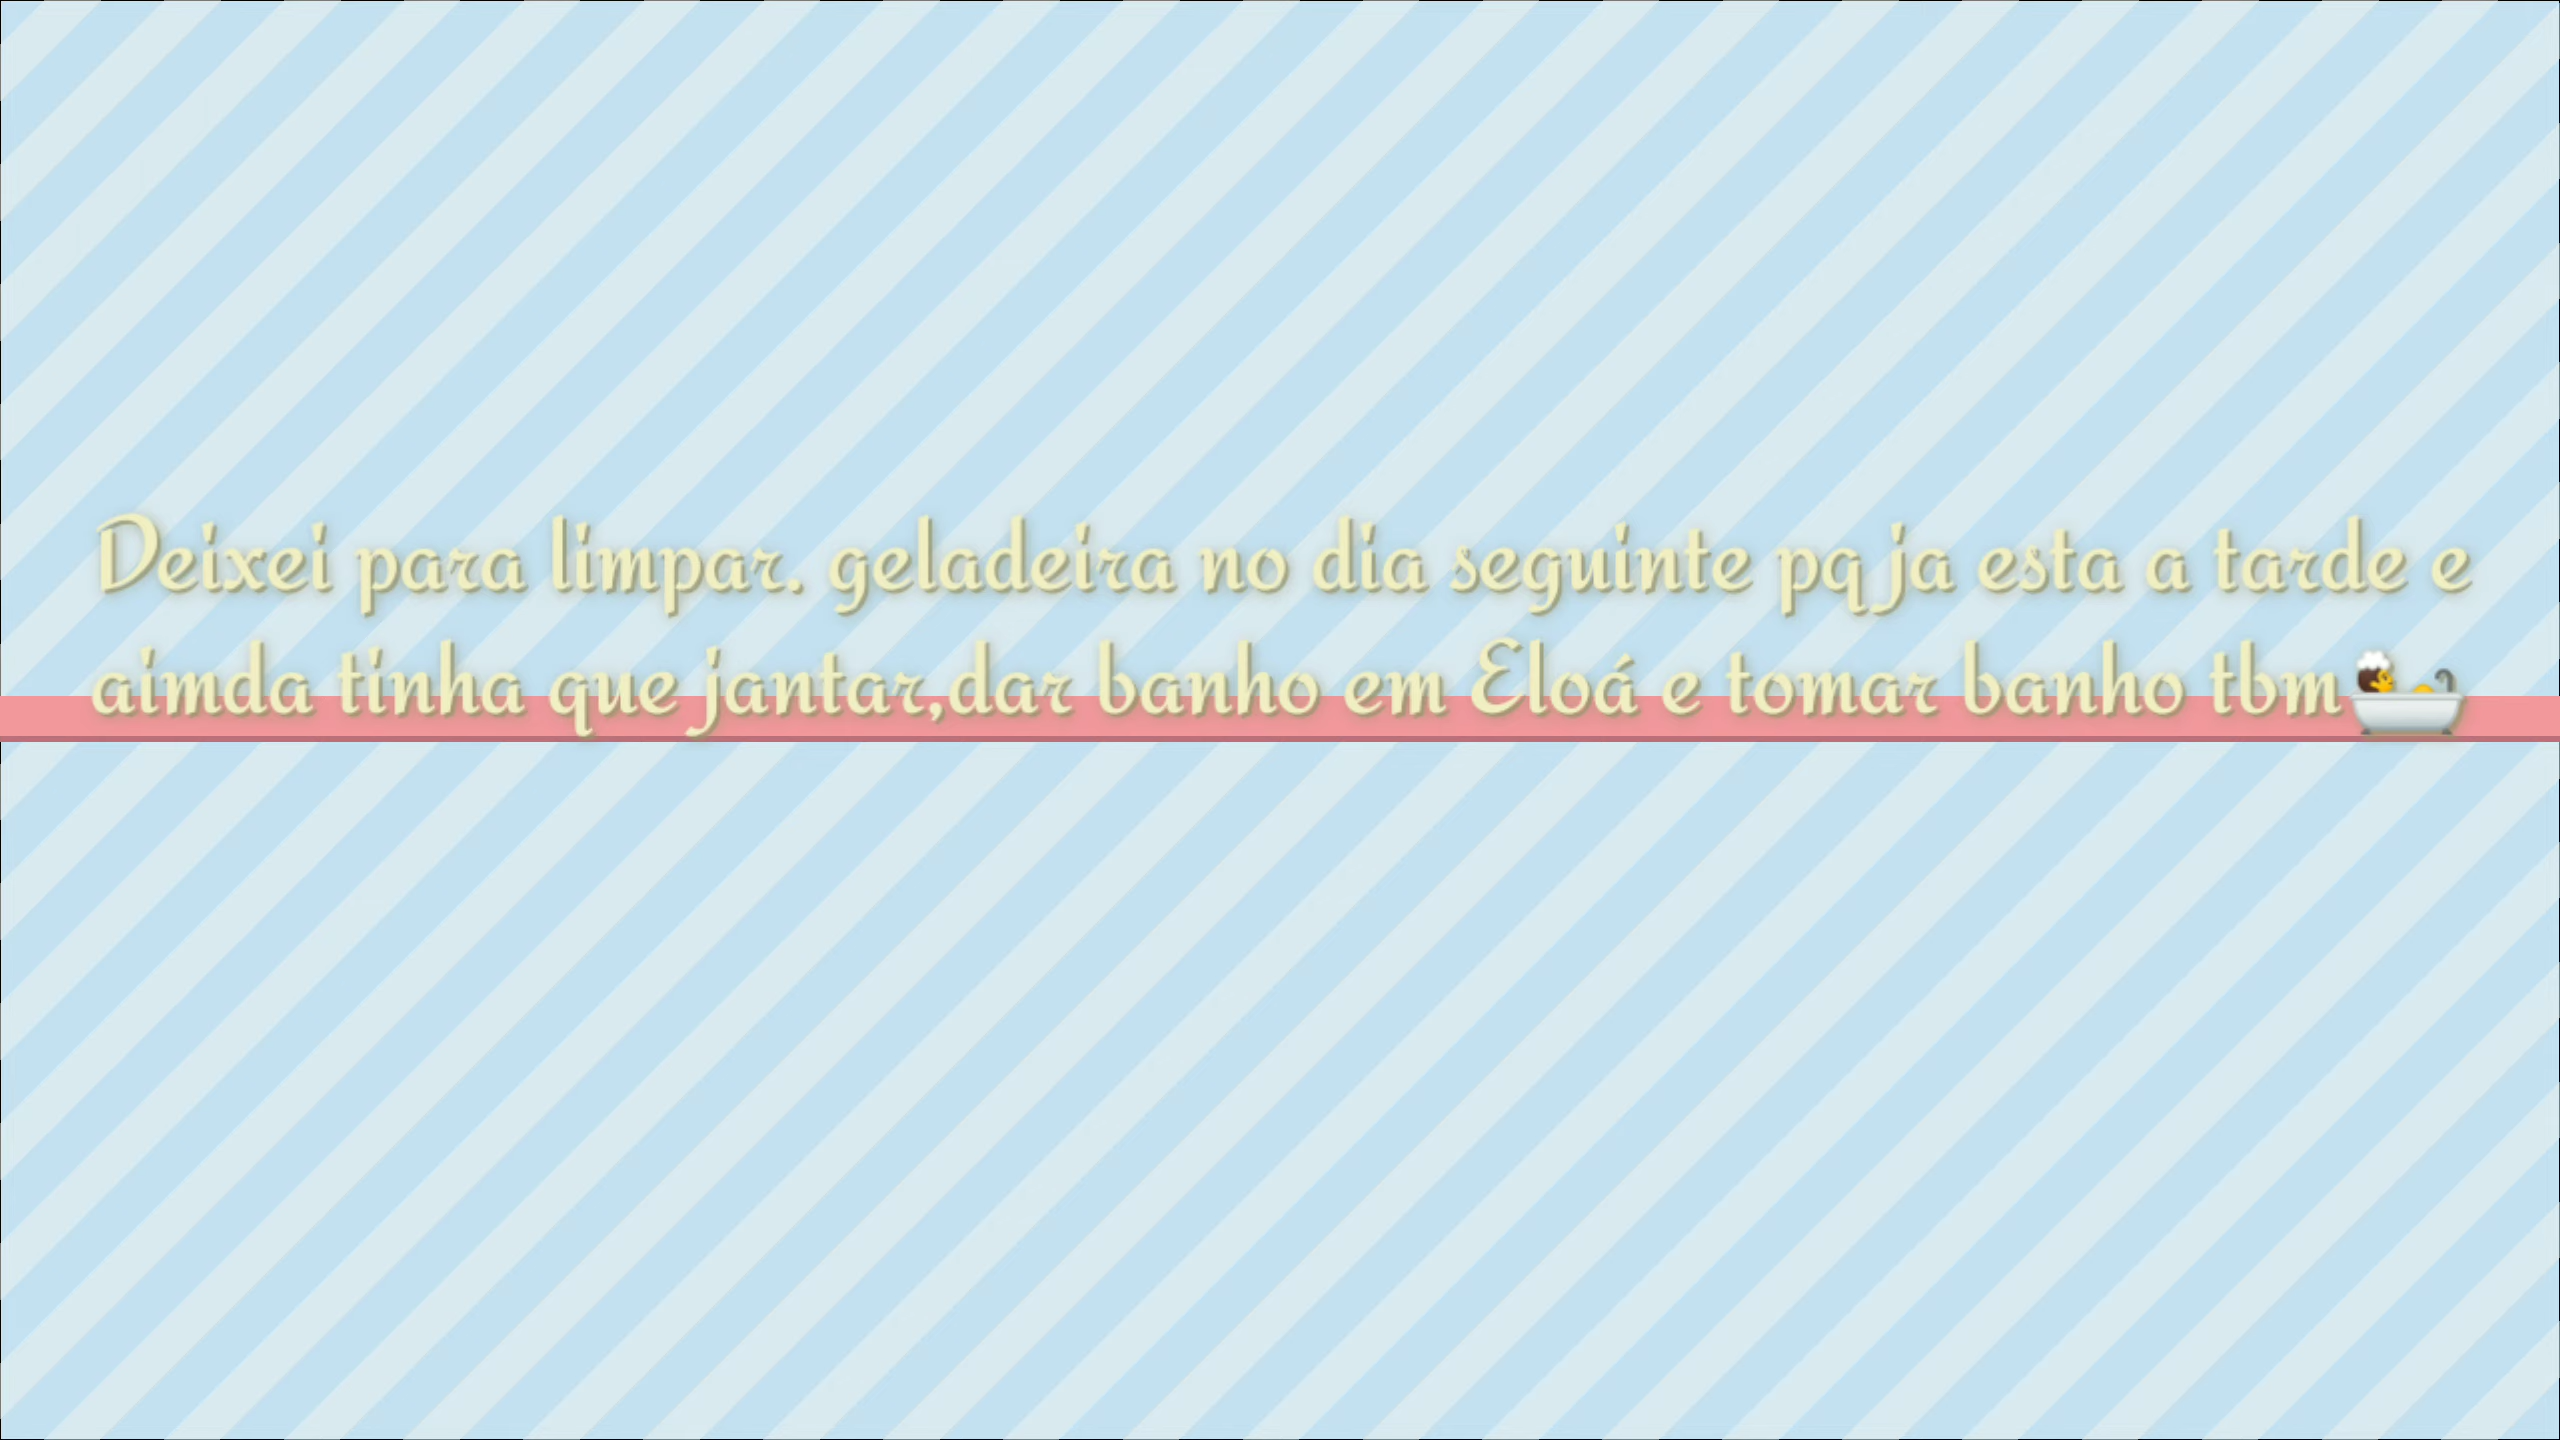 Deixei para limpar. geladeira no dia seguinte pq ja esta a tarde e
aimda tinha que jantar,dar banho em Eloá e tomar banho tbm🛀